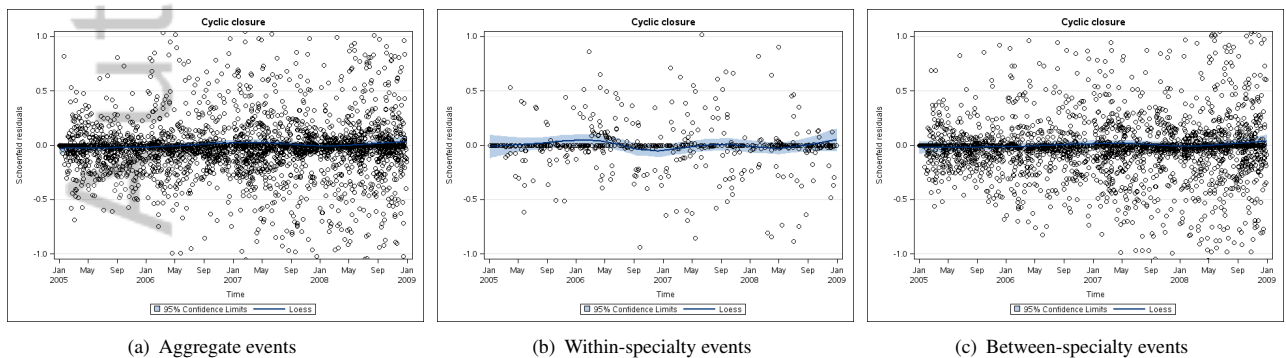 Cyclic closure
1.0
0.5
0.0
-0.5
-1.0
Schoenfeld residuals
Jan 2005
May
Sep
Jan 2006
May
Sep
Jan 2007
May
Sep
Jan 2008
May
Sep
Jan 2009
Time
95% Confidence Limits
Loess
(a) Aggregate events
Cyclic closure
1.0
0.5
0.0
-0.5
-1.0
Schoenfeld residuals
Jan 2005
May
Sep
Jan 2006
May
Sep
Jan 2007
May
Sep
Jan 2008
May
Sep
Jan 2009
Time
95% Confidence Limits
Loess
(b) Within-specialty events
Cyclic closure
1.0
0.5
0.0
-0.5
-1.0
Schoenfeld residuals
Jan 2005
May
Sep
Jan 2006
May
Sep
Jan 2007
May
Sep
Jan 2008
May
Sep
Jan 2009
Time
95% Confidence Limits
Loess
(c) Between-specialty events